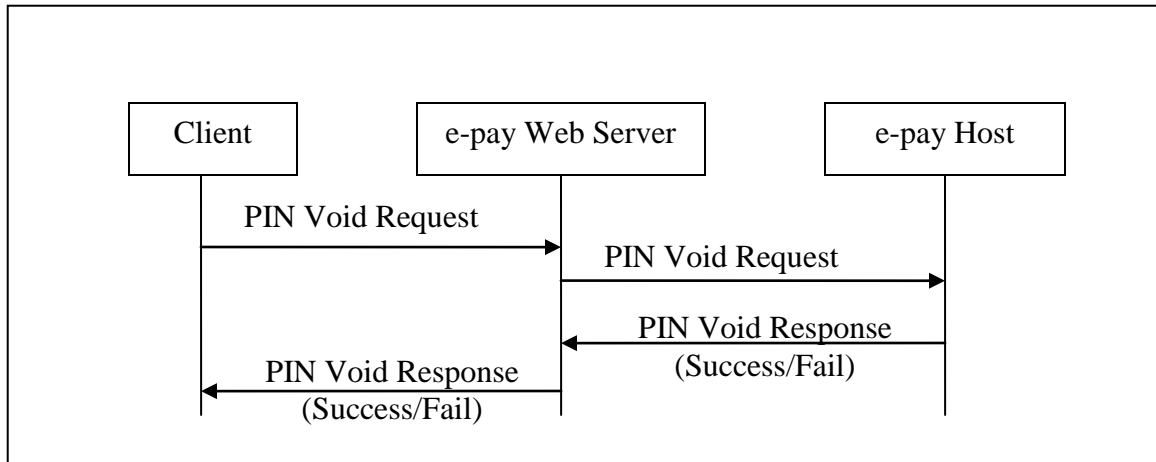 Client
e-pay Web Server
e-pay Host
PIN Void Request
PIN Void Request
PIN Void Response
(Success/Fail)
PIN Void Response
(Success/Fail)